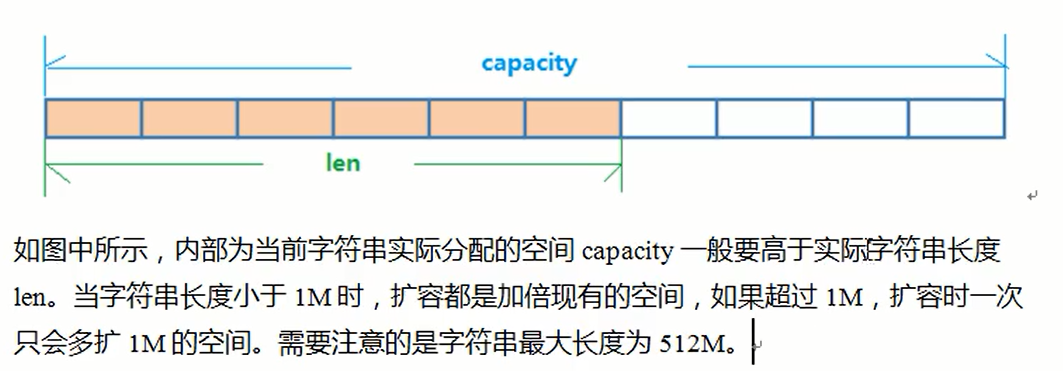 capacity
len
如图中所示，内部为当前字符串实际分配的空间 capacity 一般要高于实际字符串长度
len。当字符串长度小于 1M 时，扩容都是加倍现有的空间，如果超过 1M，扩容时一次
只会多扩 1M 的空间。需要注意的是字符串最大长度为 512M。